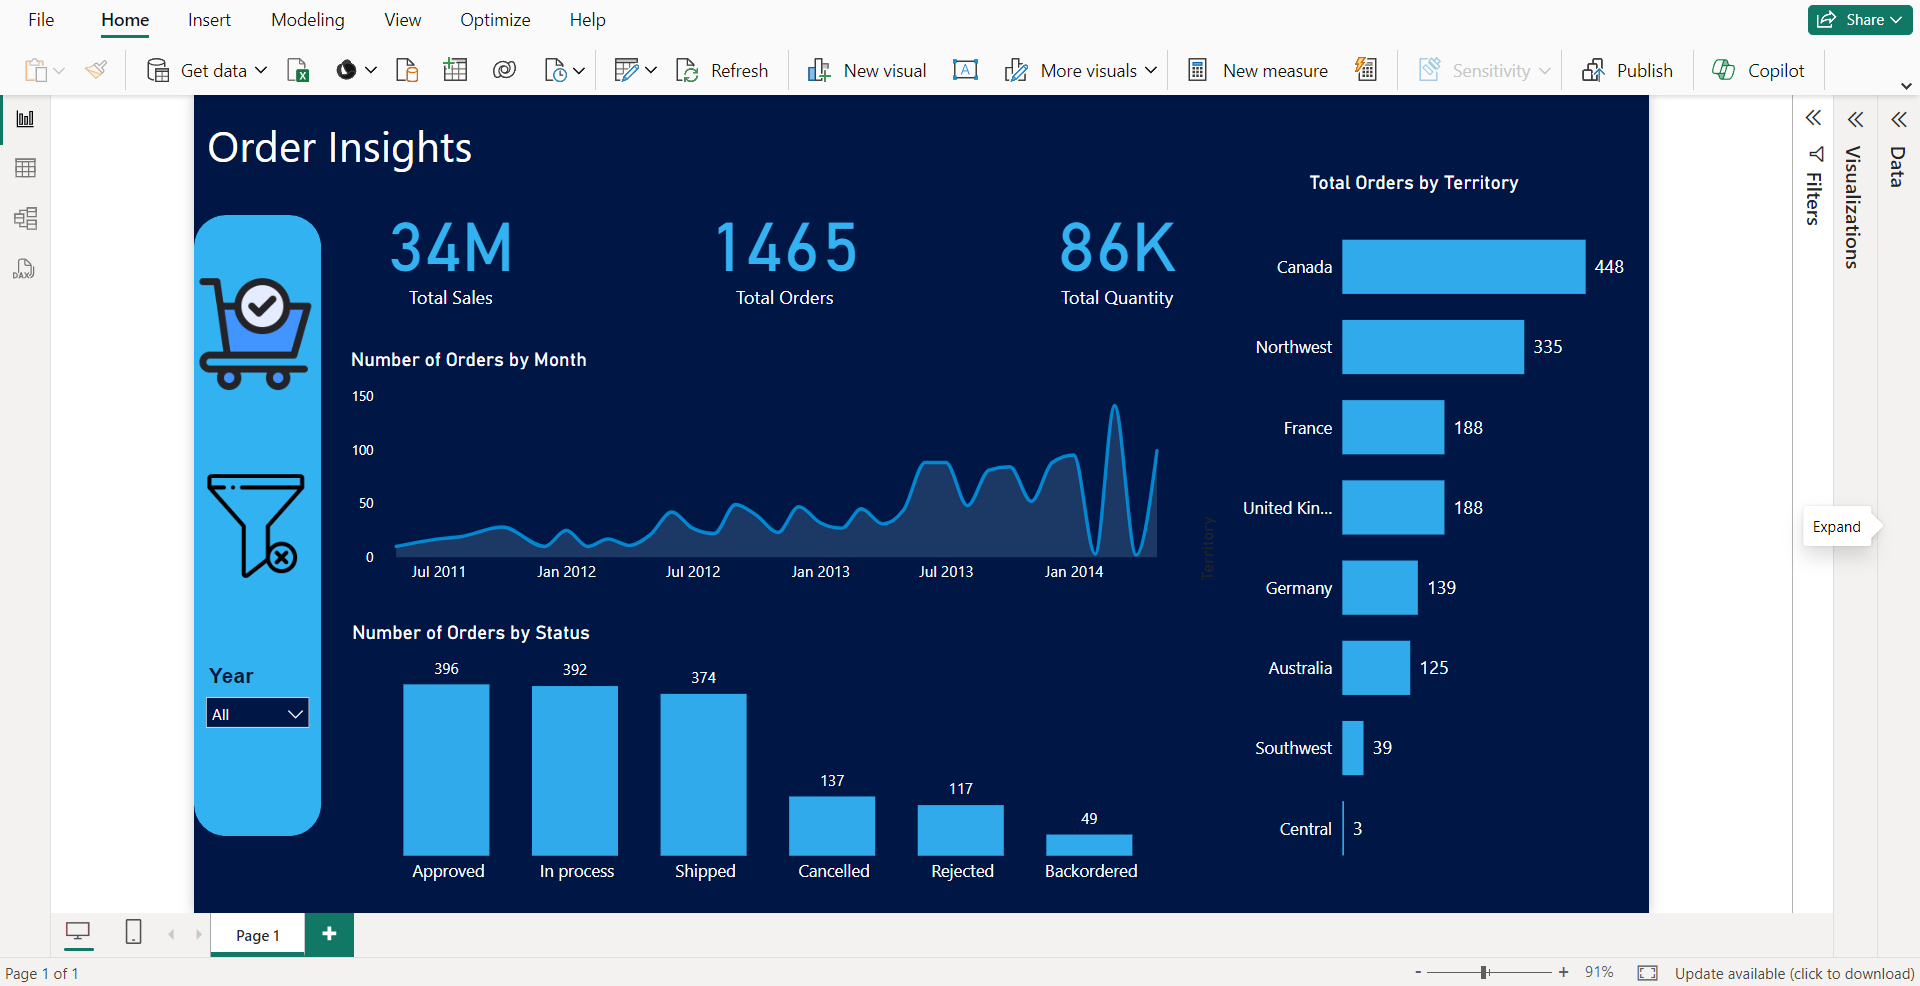 File Home Insert Modeling View Optimize Help Share
Get data Refresh New visual A More visuals New measure Sensitivity Publish Copilot
DAX
Order Insights
34M
Total Sales
1465
Total Orders
86K
Total Quantity
Year
All
Number of Orders by Month
150
100
50
0
Jul 2011 Jan 2012 Jul 2012 Jan 2013 Jul 2013 Jan 2014
Number of Orders by Status
396 392 374 137 117 49
Approved In process Shipped Cancelled Rejected Backordered
Total Orders by Territory
Territory
Canada 448
Northwest 335
France 188
United Kin... 188
Germany 139
Australia 125
Southwest 39
Central 3
Filters
Visualizations
Data
Expand
Page 1 +
Page 1 of 1
- + 91% Update available (click to download)